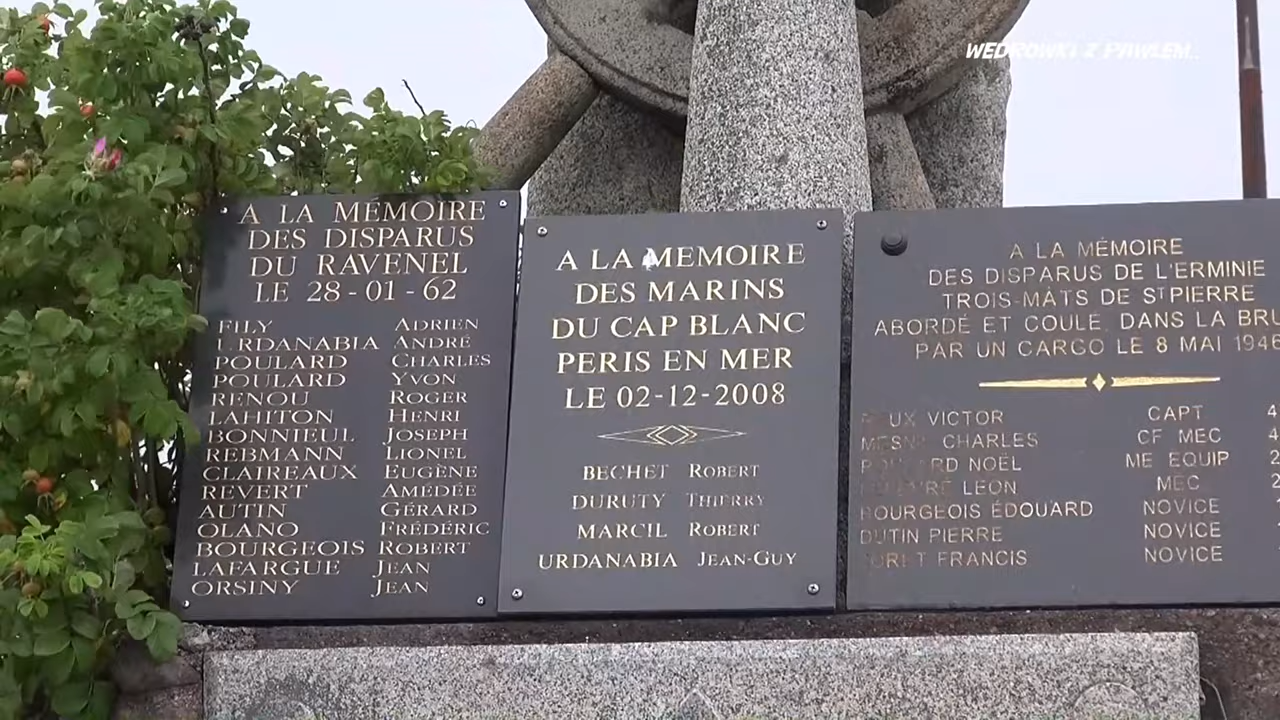 WĘDRÓWKI Z PAWŁEM...
A LA MEMOIRE
DES DISPARUS
DU RAVENEL
LE 28-01-62
FILY ADRIEN
URDANABIA ANDRÉ
POULARD CHARLES
POULARD YVON
RENOU ROGER
LAHITON HENRI
BONNIEUL JOSEPH
REBMANN LIONEL
CLAIREAUX EUGÈNE
REVERT AMÉDÉE
AUTIN GÉRARD
OLANO FRÉDÉRIC
BOURGEOIS ROBERT
LAFARGUE JEAN
ORSINY JEAN
A LA MEMOIRE
DES MARINS
DU CAP BLANC
PERIS EN MER
LE 02-12-2008
BECHET ROBERT
DURUTY THIERRY
MARCIL ROBERT
URDANABIA JEAN-GUY
A LA MÉMOIRE
DES DISPARUS DE L'ERMINIE
TROIS-MÂTS DE ST PIERRE
ABORDÉ ET COULÉ DANS LA
PAR UN CARGO LE 8 MAI 1946
VICTOR CAPT
CHARLES CF MEC
NOËL ME EQUIP
LEON MEC
BOURGEOIS ÉDOUARD NOVICE
DUTIN PIERRE NOVICE
FRANCIS NOVICE